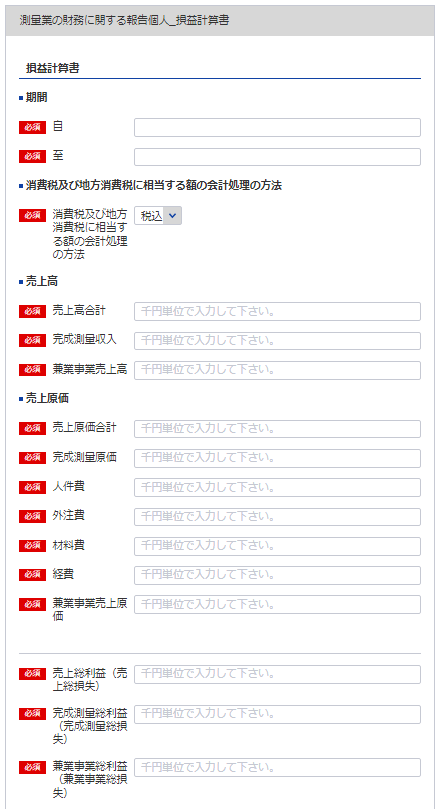 測量業の財務に関する報告個人_損益計算書
損益計算書
期間
必須 自
必須 至
消費税及び地方消費税に相当する額の会計処理の方法
必須 消費税及び地方 税込
消費税に相当す
る額の会計処理
の方法
売上高
必須 売上高合計 千円単位で入力して下さい。
必須 完成測量収入 千円単位で入力して下さい。
必須 兼業事業売上高 千円単位で入力して下さい。
売上原価
必須 売上原価合計 千円単位で入力して下さい。
必須 完成測量原価 千円単位で入力して下さい。
必須 人件費 千円単位で入力して下さい。
必須 外注費 千円単位で入力して下さい。
必須 材料費 千円単位で入力して下さい。
必須 経費 千円単位で入力して下さい。
必須 兼業事業売上原 千円単位で入力して下さい。
価
必須 売上総利益（売 千円単位で入力して下さい。
上総損失）
必須 完成測量総利益 千円単位で入力して下さい。
（完成測量総損
失）
必須 兼業事業総利益 千円単位で入力して下さい。
（兼業事業総損
失）